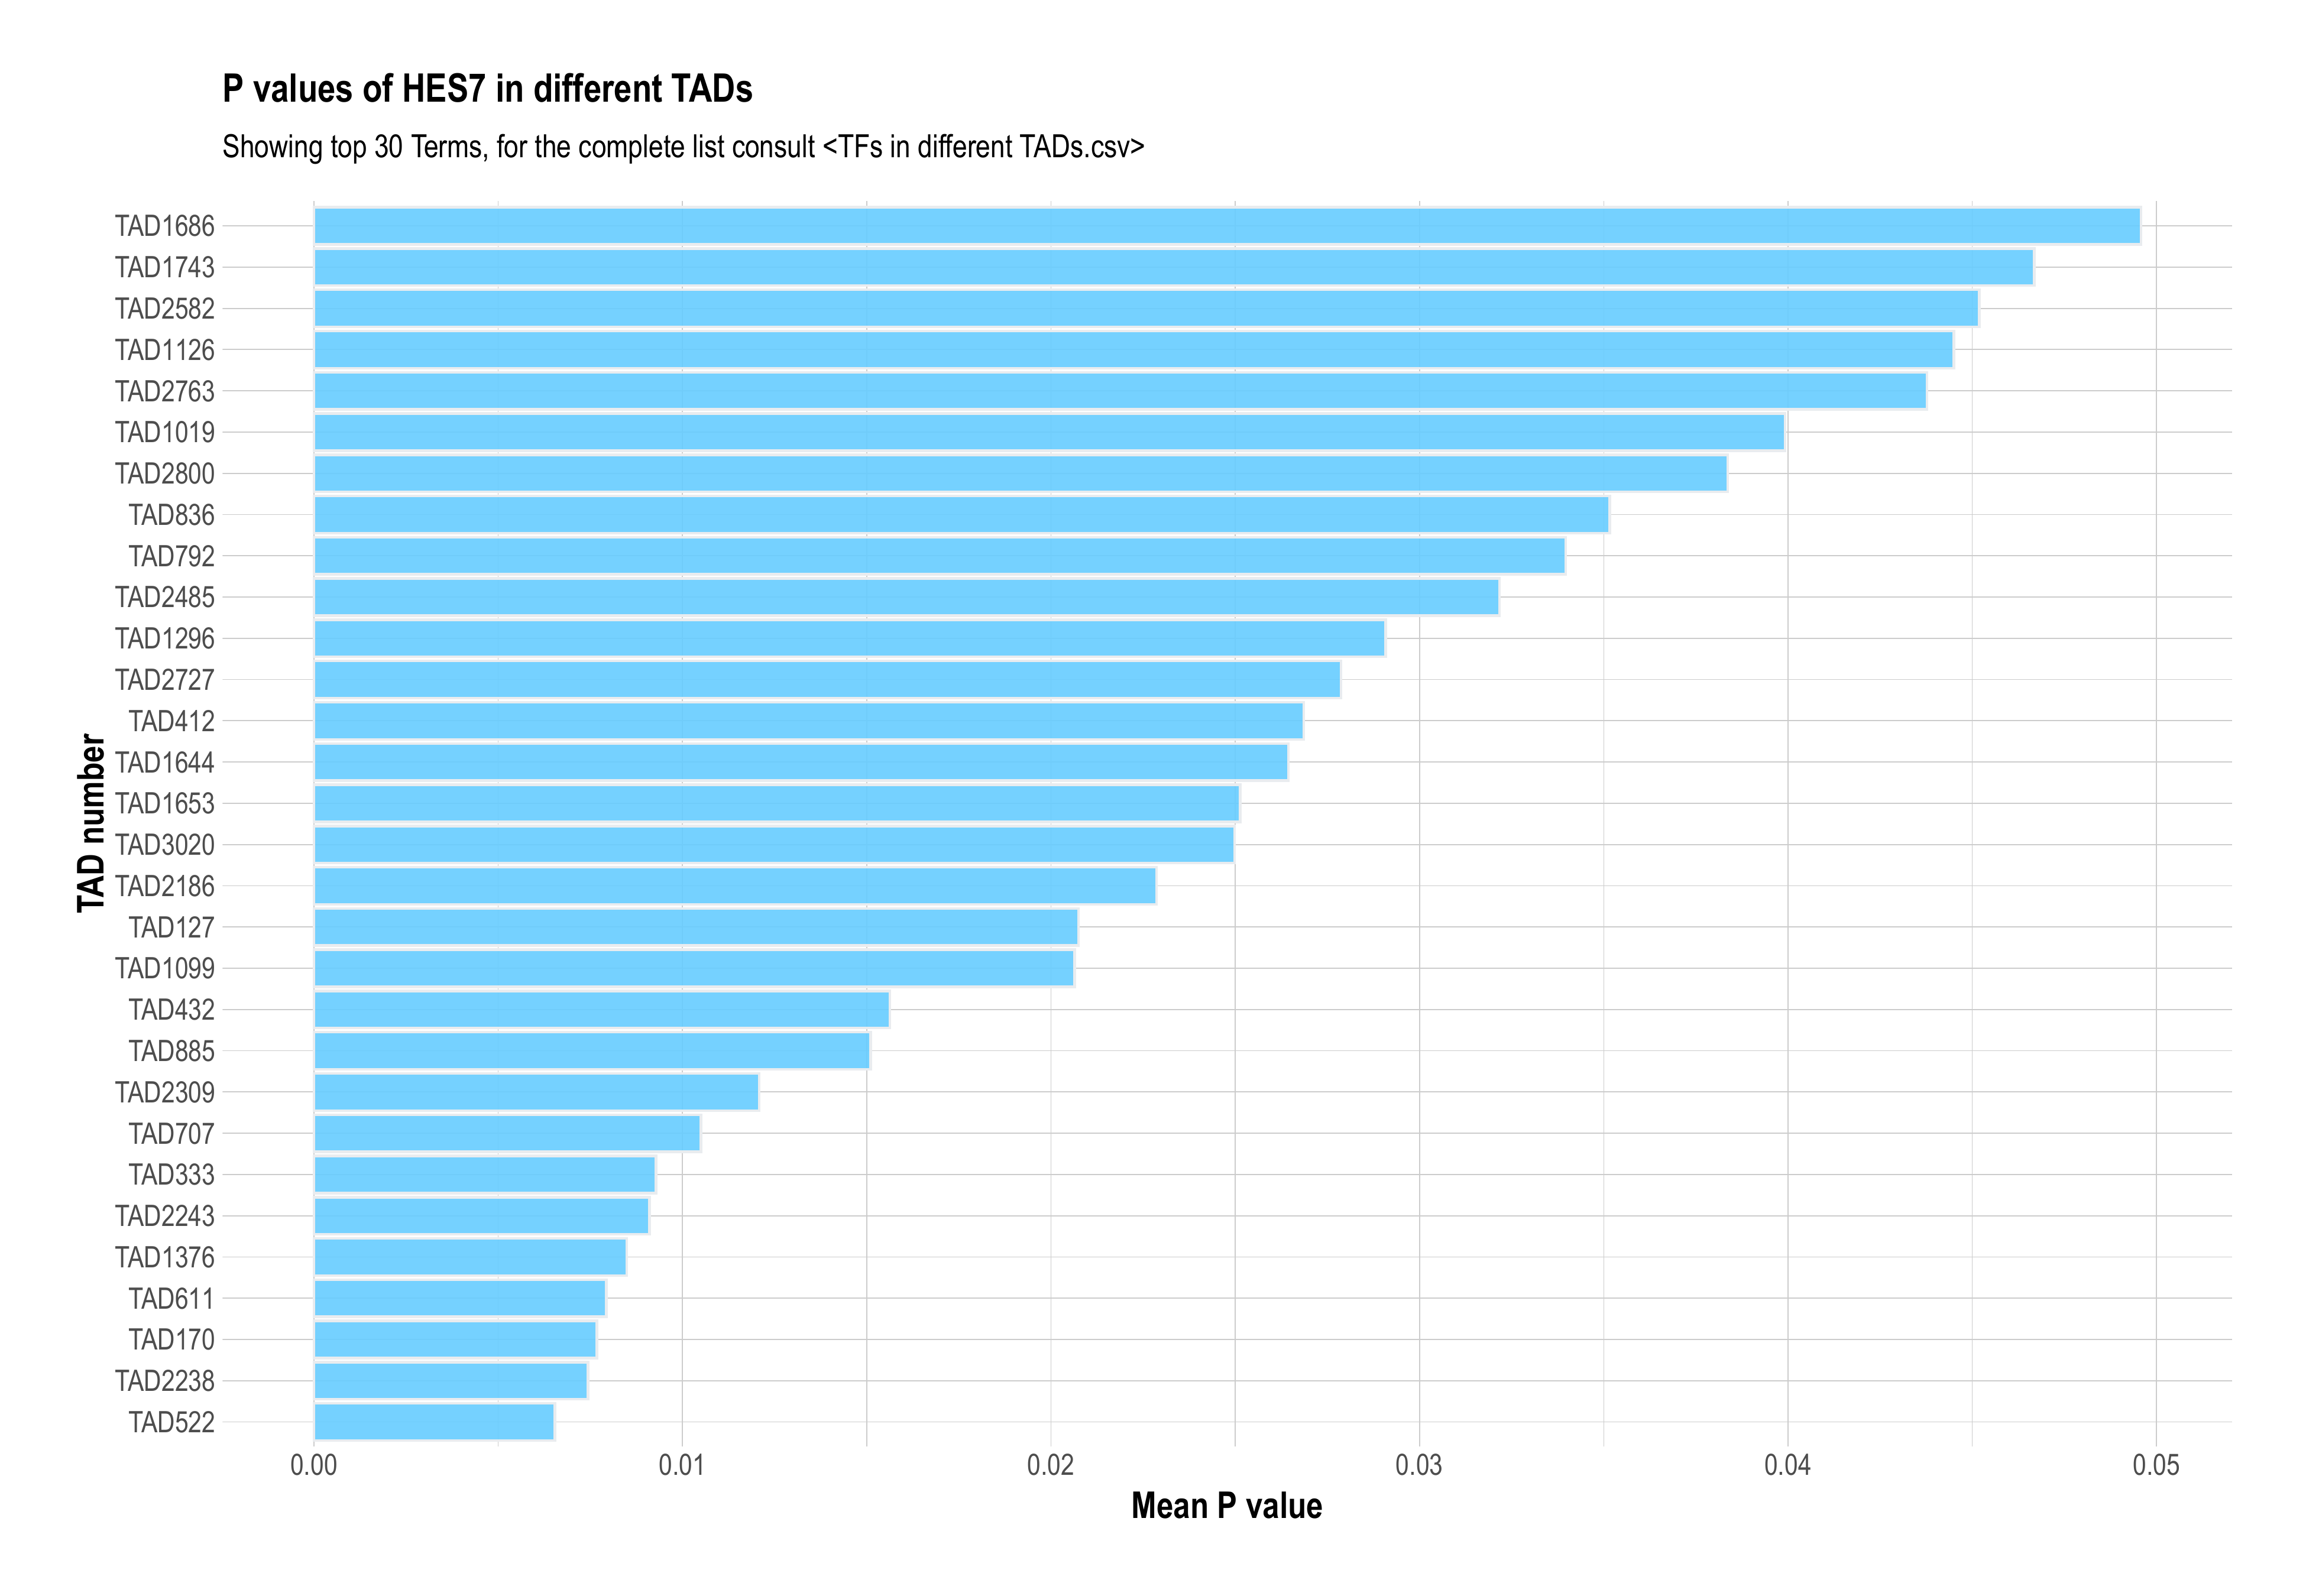 P values of HES7 in different TADs
Showing top 30 Terms, for the complete list consult <TFs in different TADs.csv>
TAD number
TAD1686
TAD1743
TAD2582
TAD1126
TAD2763
TAD1019
TAD2800
TAD836
TAD792
TAD2485
TAD1296
TAD2727
TAD412
TAD1644
TAD1653
TAD3020
TAD2186
TAD127
TAD1099
TAD432
TAD885
TAD2309
TAD707
TAD333
TAD2243
TAD1376
TAD611
TAD170
TAD2238
TAD522
0.00 0.01 0.02 0.03 0.04 0.05
Mean P value